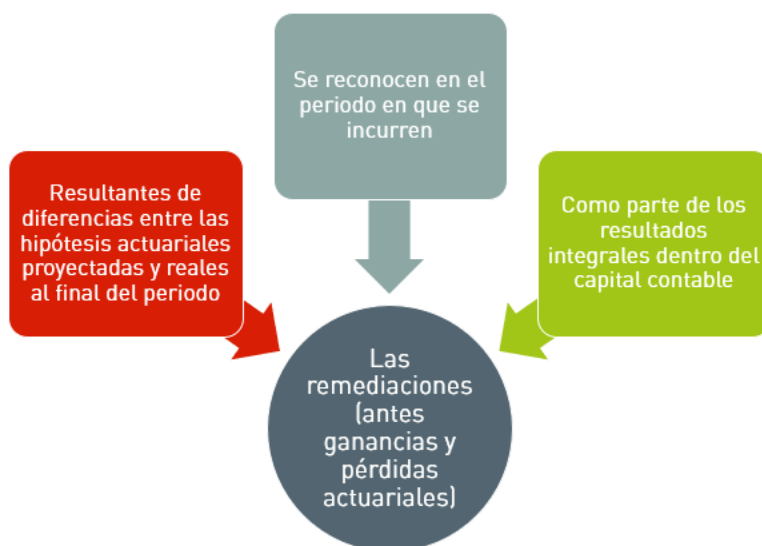 Se reconocen en el
periodo en que se
incurren
Resultantes de
diferencias entre las
hipótesis actuariales
proyectadas y reales
al final del periodo
Como parte de los
resultados
integrales dentro del
capital contable
Las
remediaciones
(antes
ganancias y
pérdidas
actuariales)